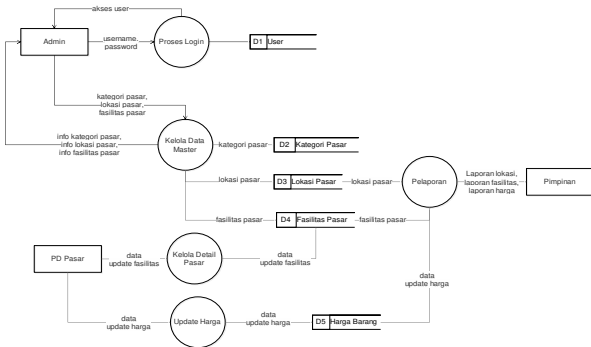 akses user
Admin
username.
password
Proses Login
D1 User
kategori pasar,
lokasi pasar,
fasilitas pasar
info kategori pasar,
info lokasi pasar,
info fasilitas pasar
Kelola Data
Master
kategori pasar
D2 Kategori Pasar
lokasi pasar
D3 Lokasi Pasar
lokasi pasar
Pelaporan
Laporan lokasi,
laporan fasilitas,
laporan harga
Pimpinan
fasilitas pasar
D4 Fasilitas Pasar
fasilitas pasar
PD Pasar
data
update fasilitas
Kelola Detail
Pasar
data
update fasilitas
data
update harga
data
update harga
Update Harga
data
update harga
D5 Harga Barang